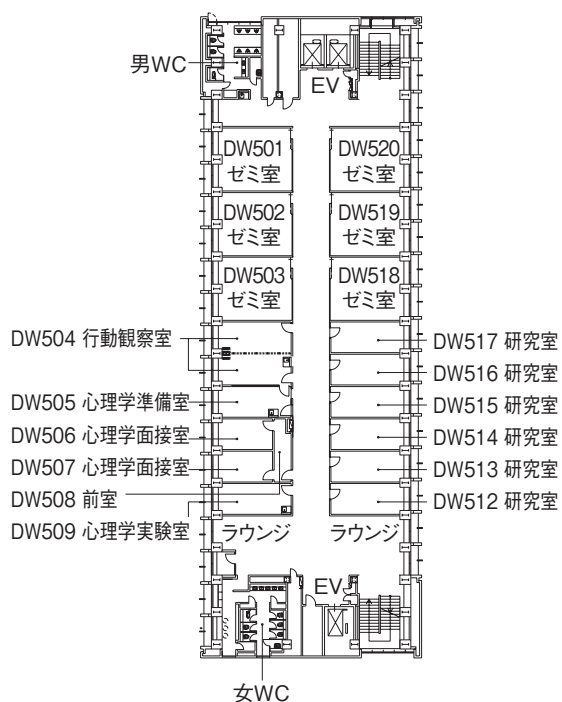 男WC
EV
DW501
ゼミ室
DW520
ゼミ室
DW502
ゼミ室
DW519
ゼミ室
DW503
ゼミ室
DW518
ゼミ室
DW504 行動観察室
DW517 研究室
DW516 研究室
DW505 心理学準備室
DW515 研究室
DW506 心理学面接室
DW514 研究室
DW507 心理学面接室
DW513 研究室
DW508 前室
DW512 研究室
DW509 心理学実験室
ラウンジ
ラウンジ
EV
女WC